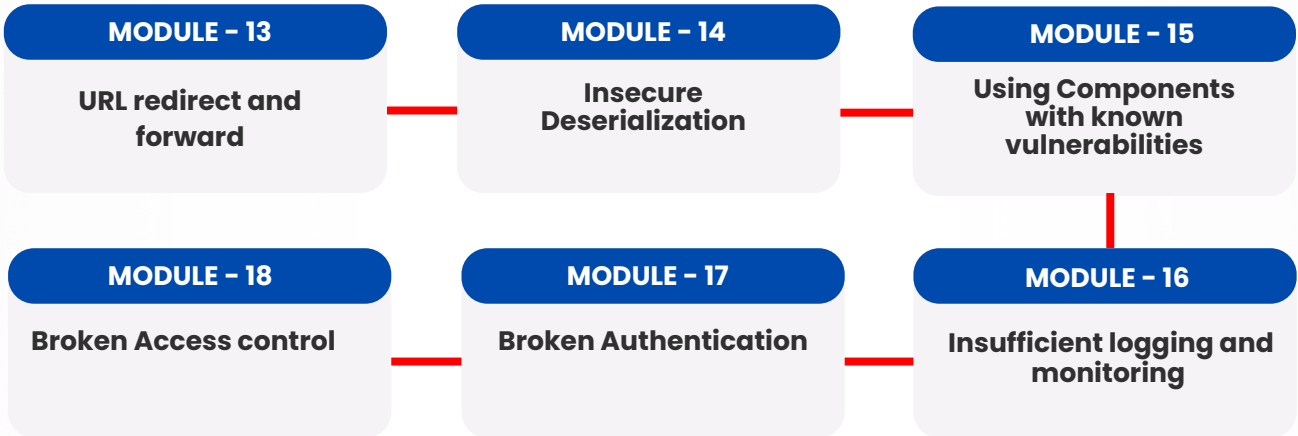 MODULE - 13
URL redirect and
forward
MODULE - 14
Insecure
Deserialization
MODULE - 15
Using Components
with known
vulnerabilities
MODULE - 16
Insufficient logging and
monitoring
MODULE - 17
Broken Authentication
MODULE - 18
Broken Access control